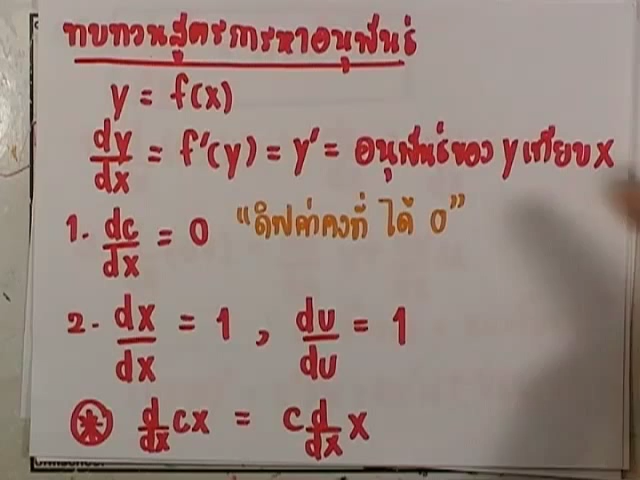 ทบทวนสูตรการหาอนุพันธ์
y = f(x)
dy/dx = f'(y) = y' = อนุพันธ์ของ y เทียบ x
1. dc/dx = 0 "ดิฟค่าคงที่ ได้ 0"
2. dx/dx = 1 , du/du = 1
* d/dx cx = c d/dx x